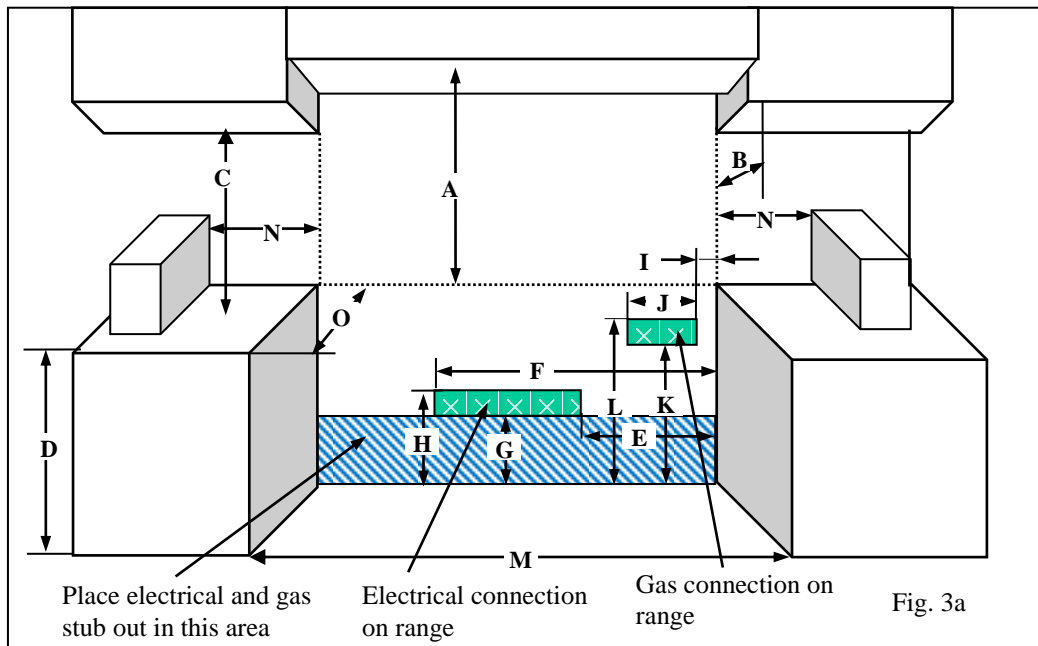 A
B
C
N
N
I
J
O
F
L
K
H
G
E
D
M
Place electrical and gas
stub out in this area
Electrical connection
on range
Gas connection on
range
Fig. 3a